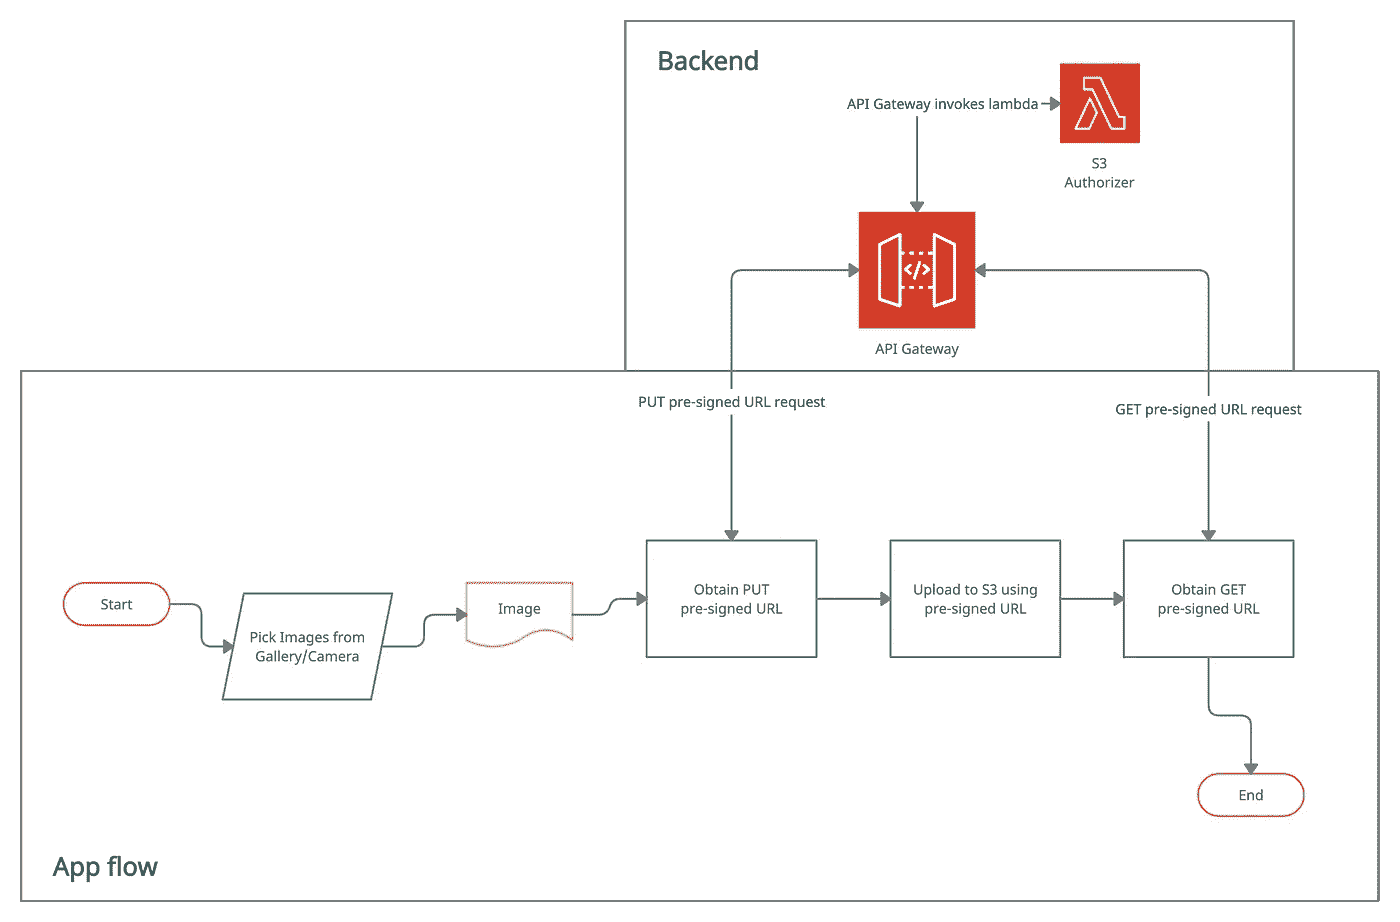 Backend
API Gateway invokes lambda
S3
Authorizer
API Gateway
PUT pre-signed URL request
GET pre-signed URL request
Start
Pick Images from
Gallery/Camera
Image
Obtain PUT
pre-signed URL
Upload to S3 using
pre-signed URL
Obtain GET
pre-signed URL
End
App flow